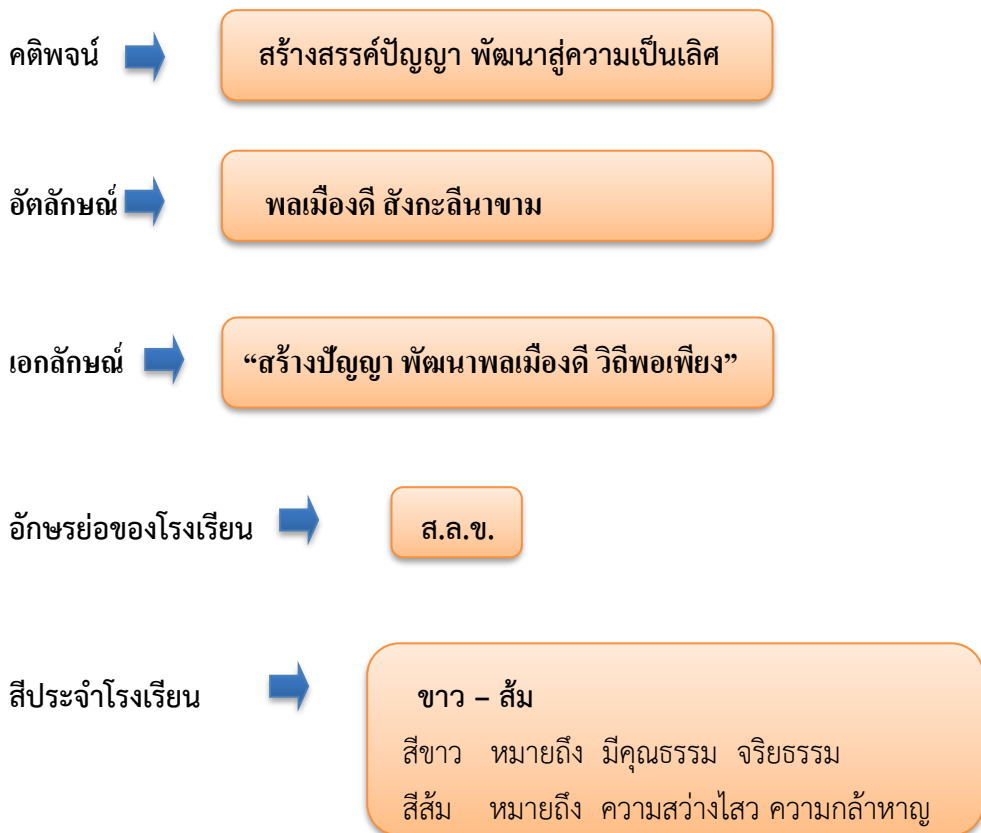 คติพจน์ สร้างสรรค์ปัญญา พัฒนาสู่ความเป็นเลิศ
อัตลักษณ์ พลเมืองดี สังกะลีนาขาม
เอกลักษณ์ “สร้างปัญญา พัฒนาพลเมืองดี วิถีพอเพียง”
อักษรย่อของโรงเรียน ส.ล.ข.
สีประจำโรงเรียน ขาว – ส้ม
สีขาว หมายถึง มีคุณธรรม จริยธรรม
สีส้ม หมายถึง ความสว่างไสว ความกล้าหาญ